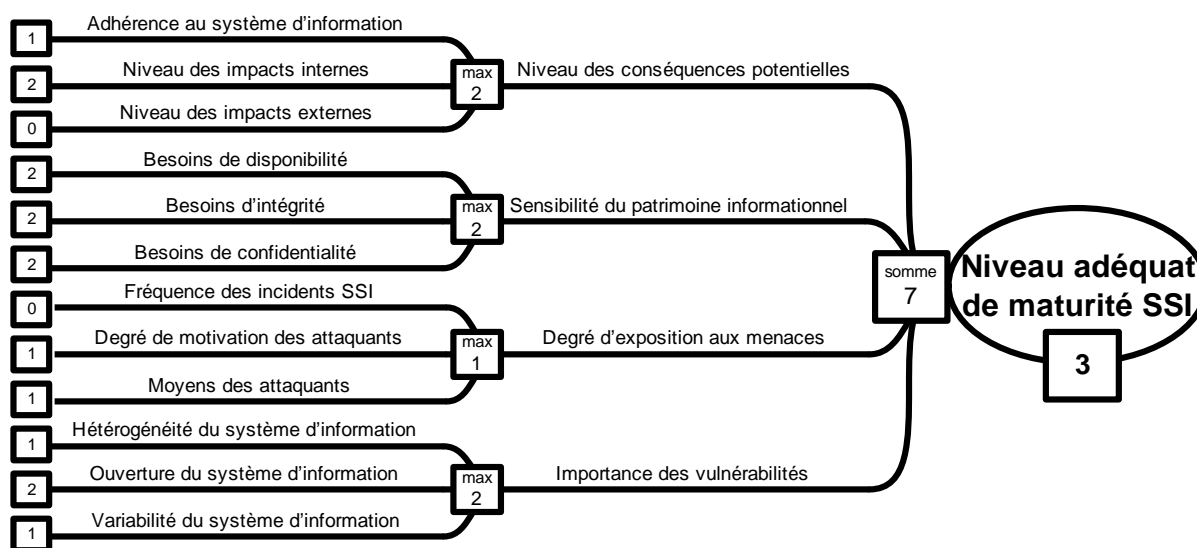 Adhérence au système d'information
1
Niveau des impacts internes
2
Niveau des impacts externes
0
max
2
Niveau des conséquences potentielles
Besoins de disponibilité
2
Besoins d'intégrité
2
Besoins de confidentialité
2
max
2
Sensibilité du patrimoine informationnel
Fréquence des incidents SSI
0
Degré de motivation des attaquants
1
Moyens des attaquants
1
max
1
Degré d'exposition aux menaces
Hétérogénéité du système d'information
1
Ouverture du système d'information
2
Variabilité du système d'information
1
max
2
Importance des vulnérabilités
somme
7
Niveau adéquat
de maturité SSI
3